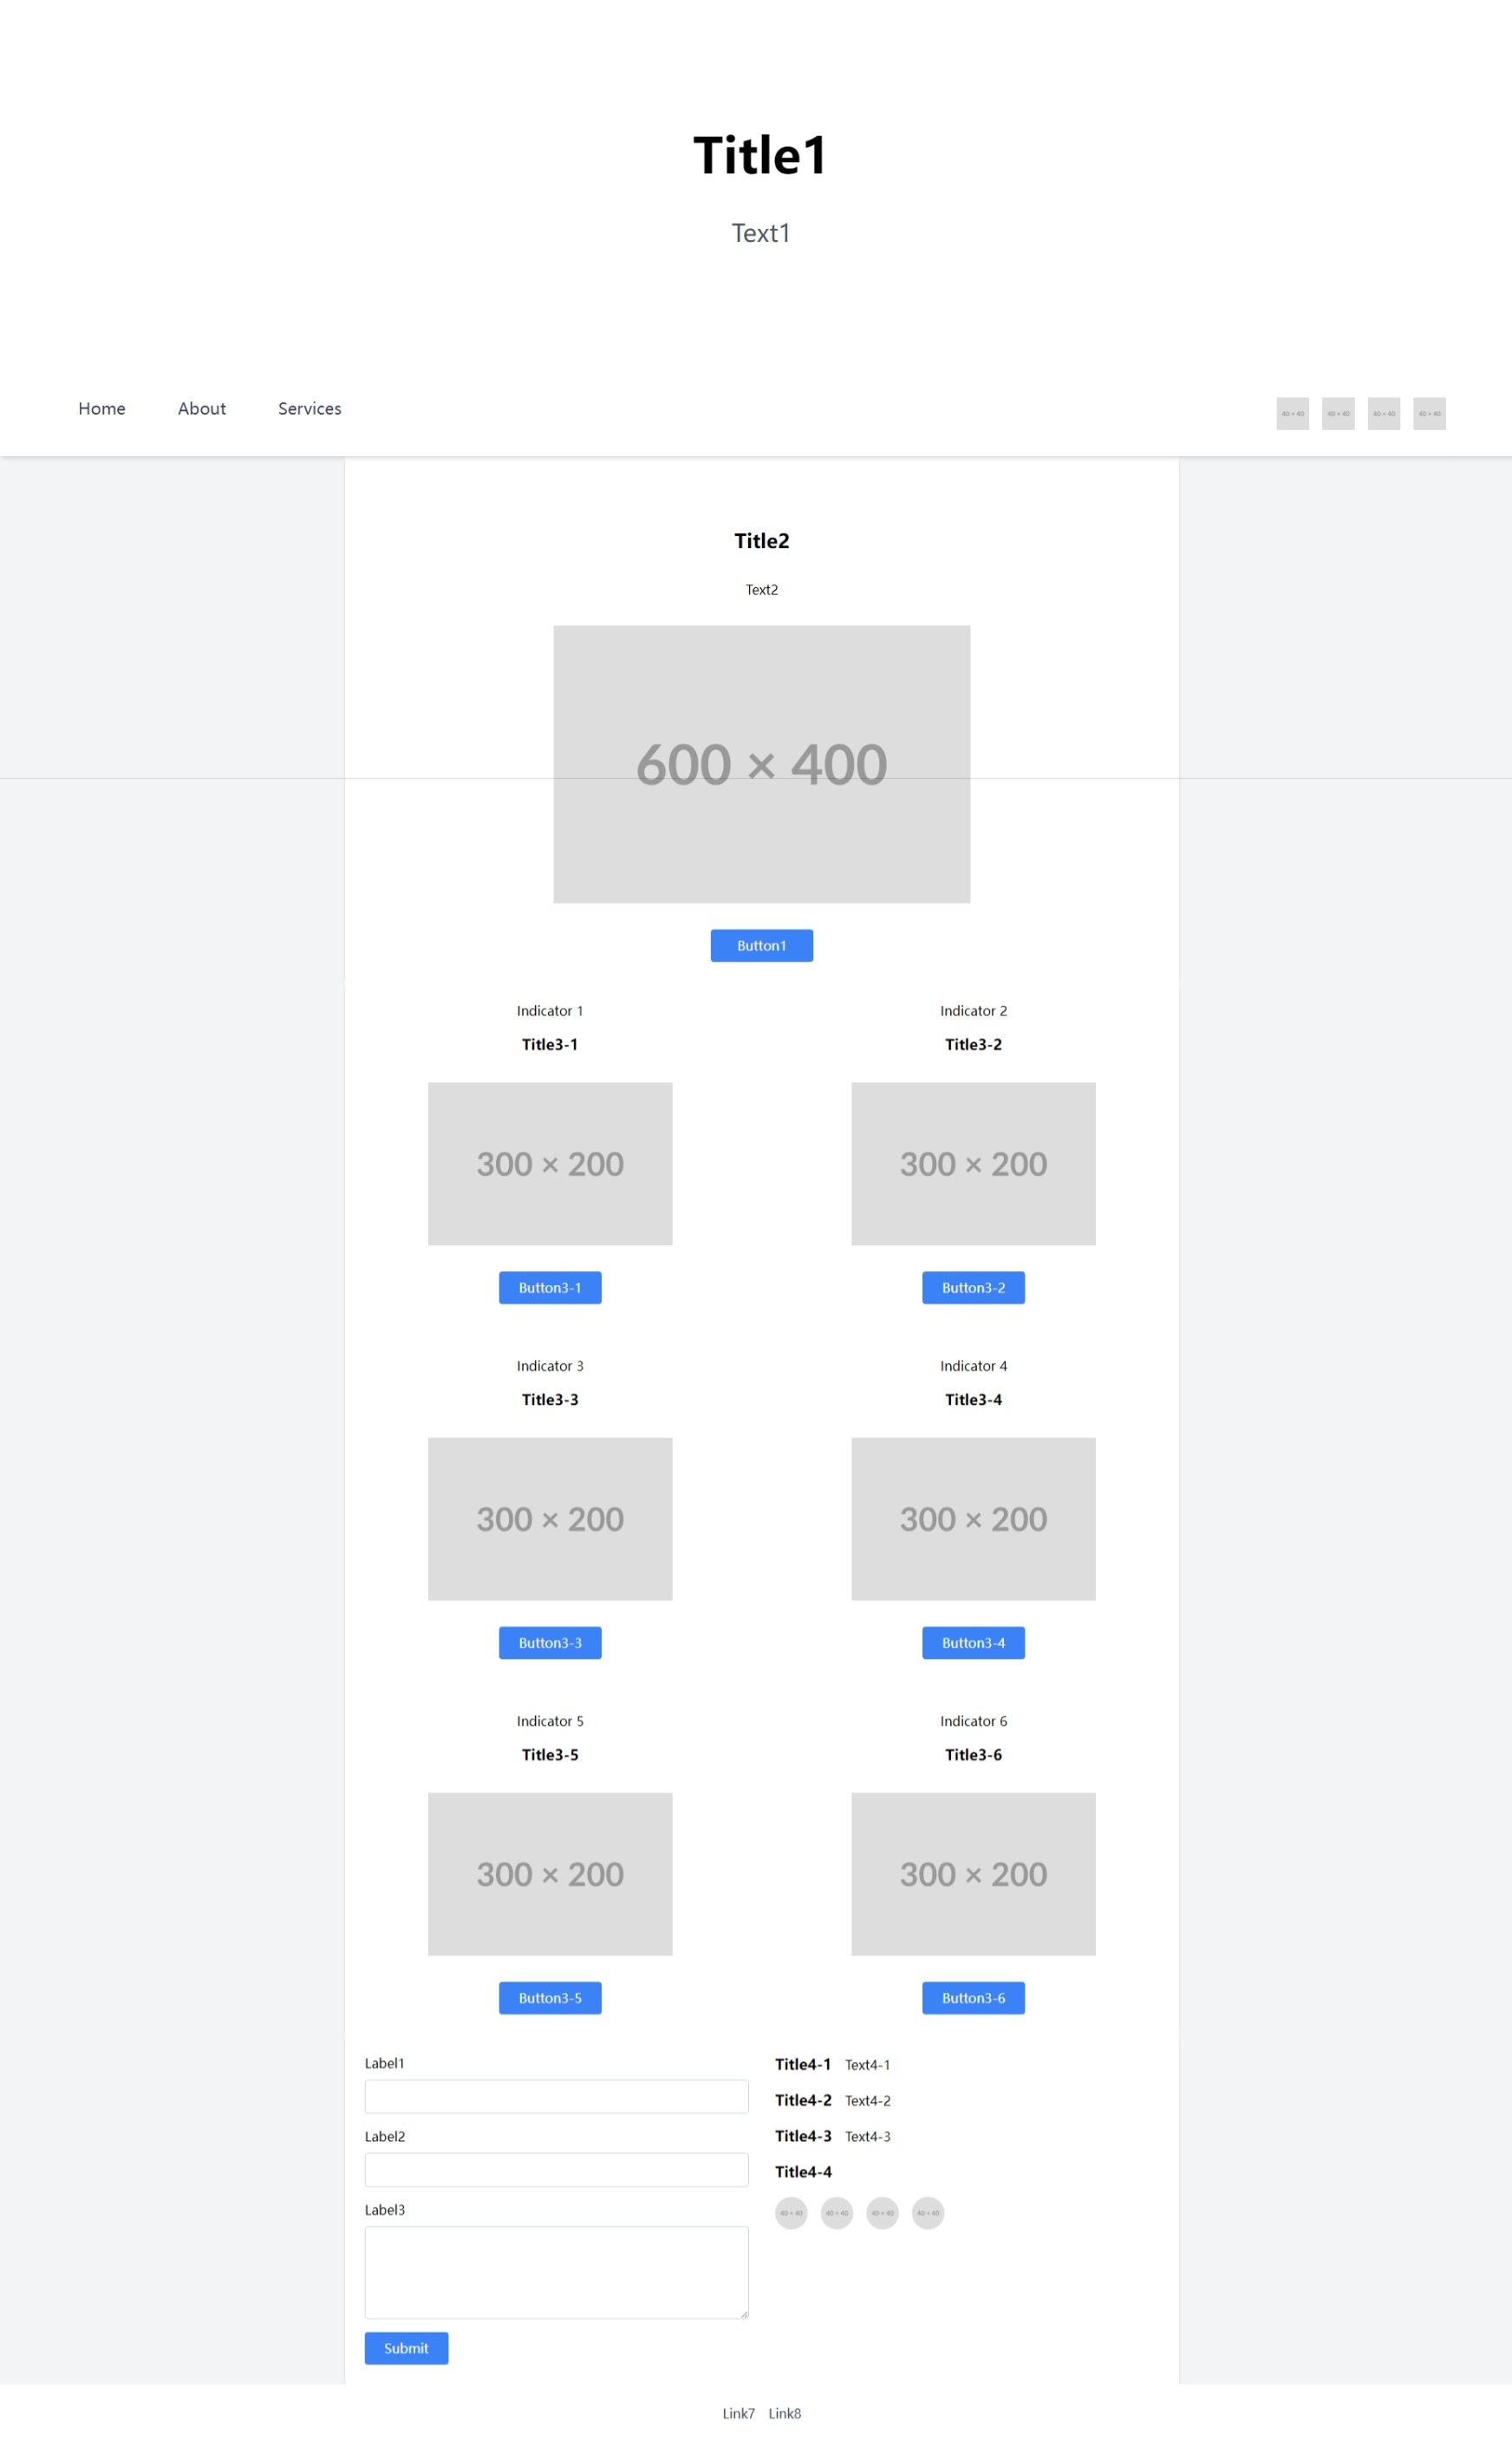 Title1
Text1
Home About Services 40 × 40 40 × 40 40 × 40 40 × 40
Title2
Text2
600 × 400
Button1
Indicator 1 Indicator 2
Title3-1 Title3-2
300 × 200 300 × 200
Button3-1 Button3-2
Indicator 3 Indicator 4
Title3-3 Title3-4
300 × 200 300 × 200
Button3-3 Button3-4
Indicator 5 Indicator 6
Title3-5 Title3-6
300 × 200 300 × 200
Button3-5 Button3-6
Label1
Label2
Label3
Submit
Title4-1 Text4-1
Title4-2 Text4-2
Title4-3 Text4-3
Title4-4
40 × 40 40 × 40 40 × 40 40 × 40
Link7 Link8